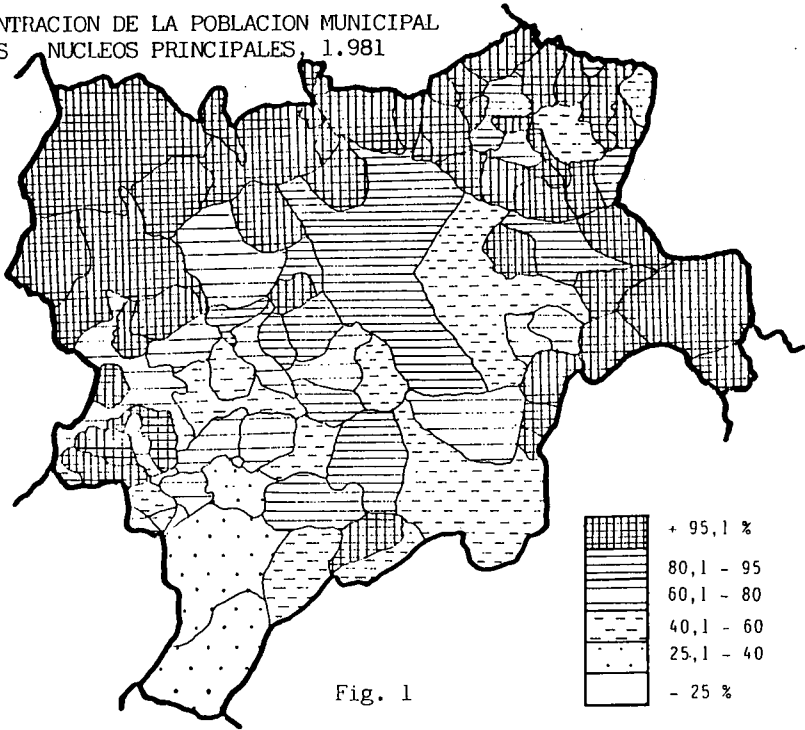 NTRACION DE LA POBLACION MUNICIPAL
S NUCLEOS PRINCIPALES, 1.981
+ 95,1 %
80,1 - 95
60,1 - 80
40,1 - 60
25,1 - 40
- 25 %
Fig. 1